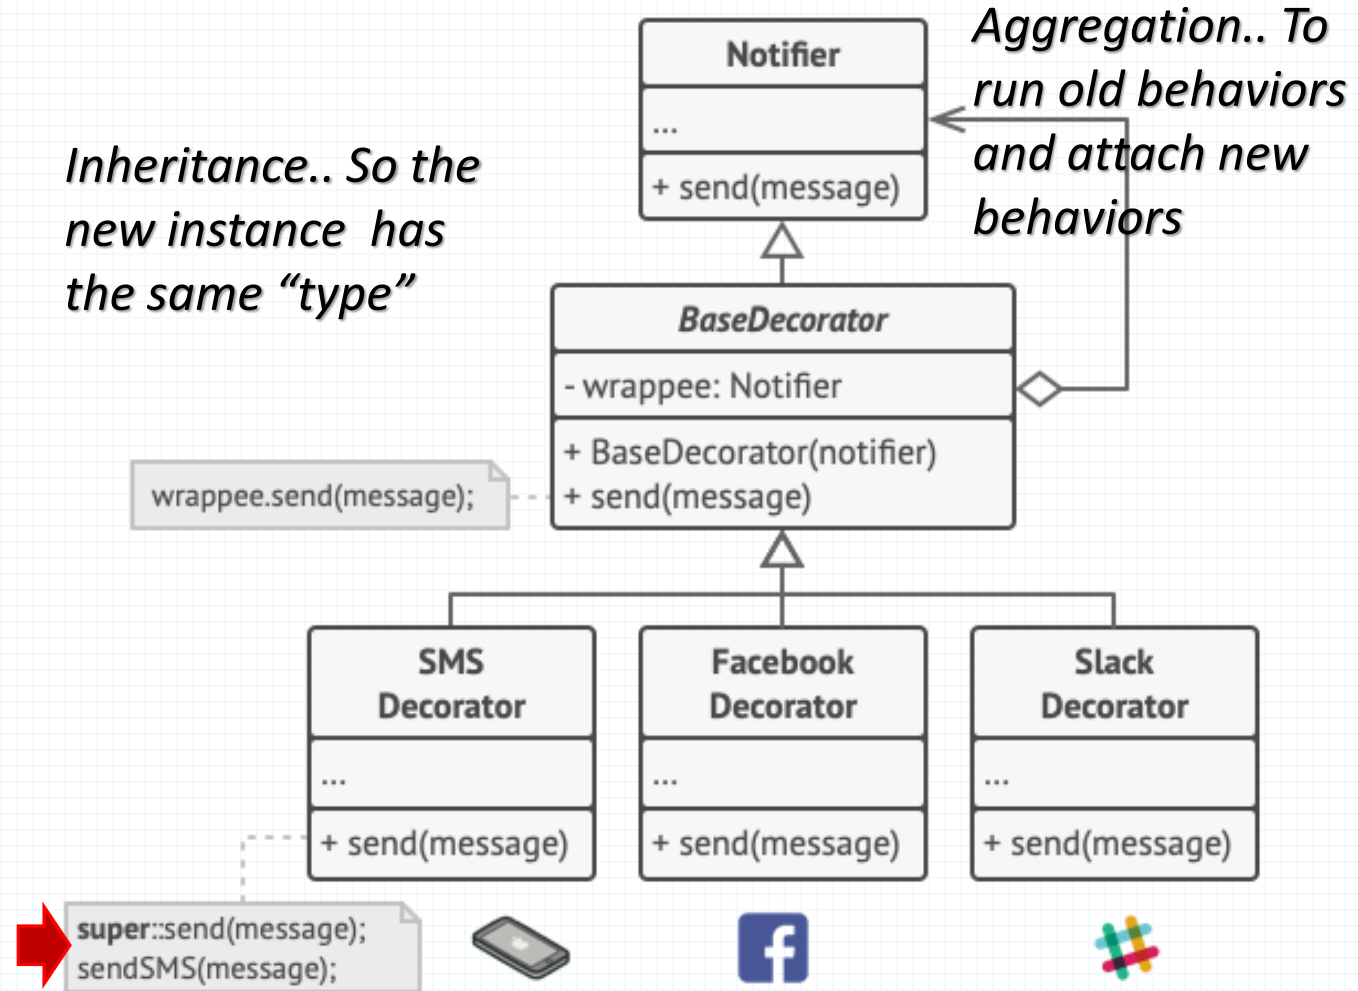 Notifier
...
+ send(message)
Aggregation.. To
run old behaviors
and attach new
behaviors
Inheritance.. So the
new instance  has
the same “type”
BaseDecorator
- wrappee: Notifier
+ BaseDecorator(notifier)
+ send(message)
wrappee.send(message);
SMS
Decorator
...
+ send(message)
Facebook
Decorator
...
+ send(message)
Slack
Decorator
...
+ send(message)
super::send(message);
sendSMS(message);
f